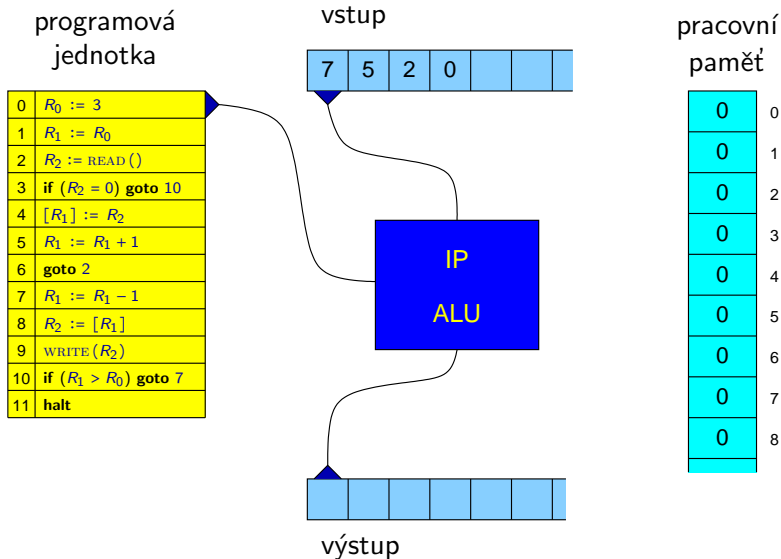 programová
jednotka
0 R0 := 3
1 R1 := R0
2 R2 := READ()
3 if (R2 = 0) goto 10
4 [R1] := R2
5 R1 := R1 + 1
6 goto 2
7 R1 := R1 − 1
8 R2 := [R1]
9 WRITE(R2)
10 if (R1 > R0) goto 7
11 halt
vstup
7 5 2 0
IP
ALU
výstup
pracovní
paměť
0 0
0 1
0 2
0 3
0 4
0 5
0 6
0 7
0 8